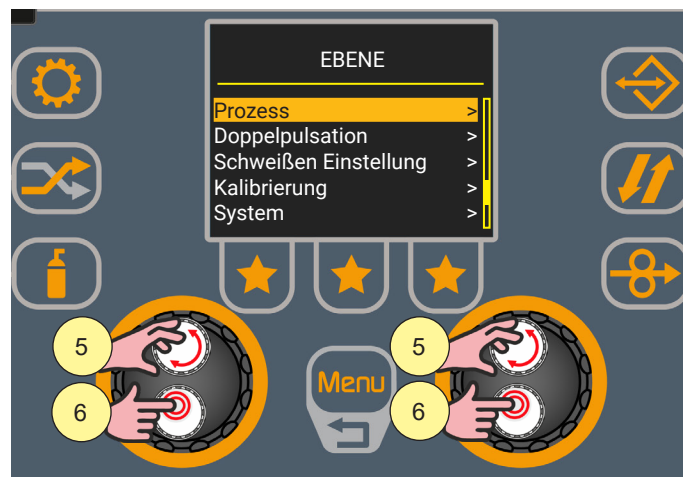 EBENE
Prozess >
Doppelpulsation >
Schweißen Einstellung >
Kalibrierung >
System >
5
5
Menu
6
6